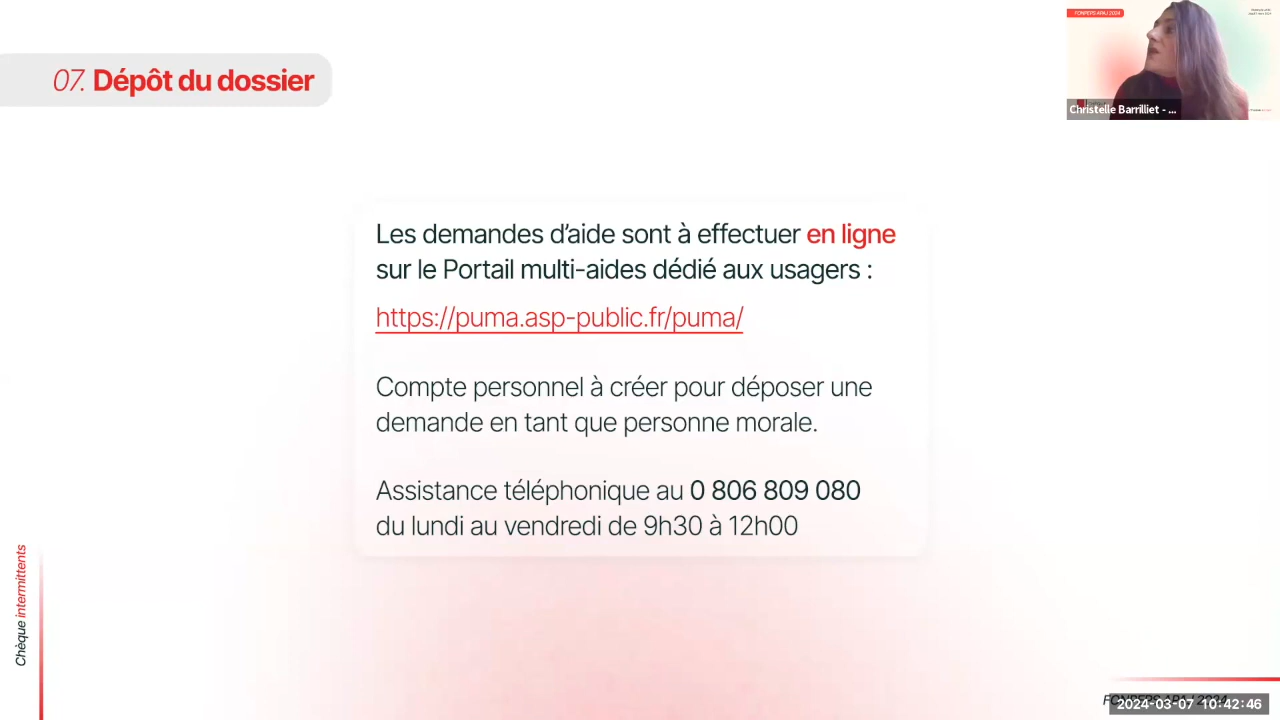 FONPEPS APAJ 2024
Christelle Barrilliet - ...
07. Dépôt du dossier
Les demandes d'aide sont à effectuer en ligne
sur le Portail multi-aides dédié aux usagers :
https://puma.asp-public.fr/puma/
Compte personnel à créer pour déposer une
demande en tant que personne morale.
Assistance téléphonique au 0 806 809 080
du lundi au vendredi de 9h30 à 12h00
Chèque intermittents
2024-03-07 10:42:46